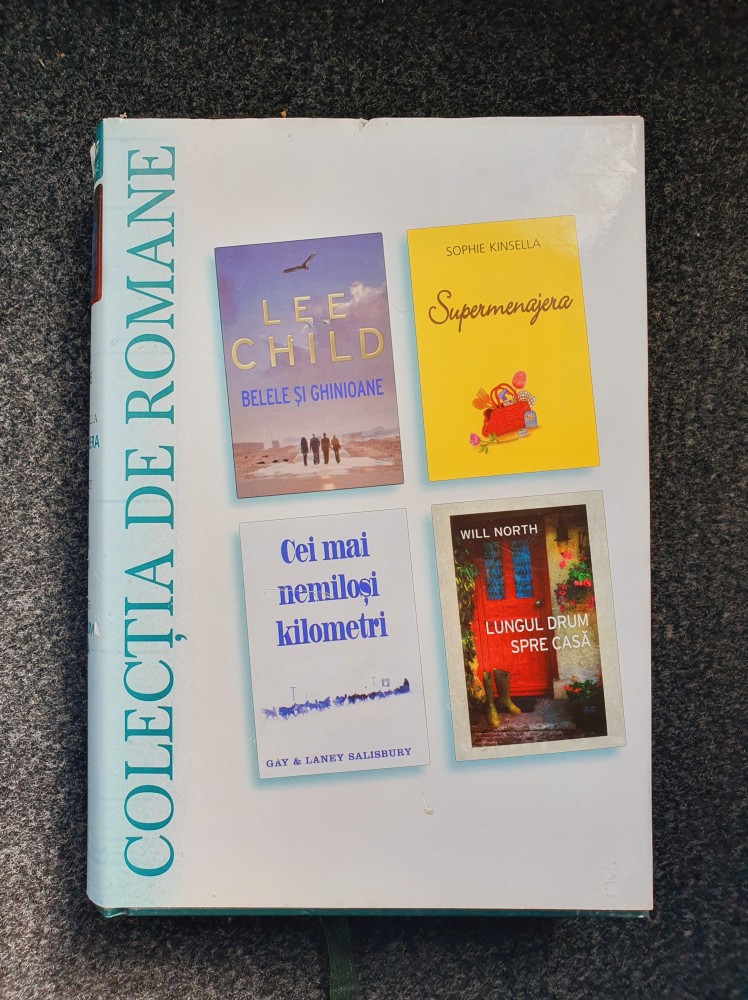 COLECȚIA DE ROMANE
LEE
CHILD
BELELE ȘI GHINIOANE
SOPHIE KINSELLA
Supermenajera
Cei mai
nemiloși
kilometri
GAY & LANEY SALISBURY
WILL NORTH
LUNGUL DRUM
SPRE CASĂ